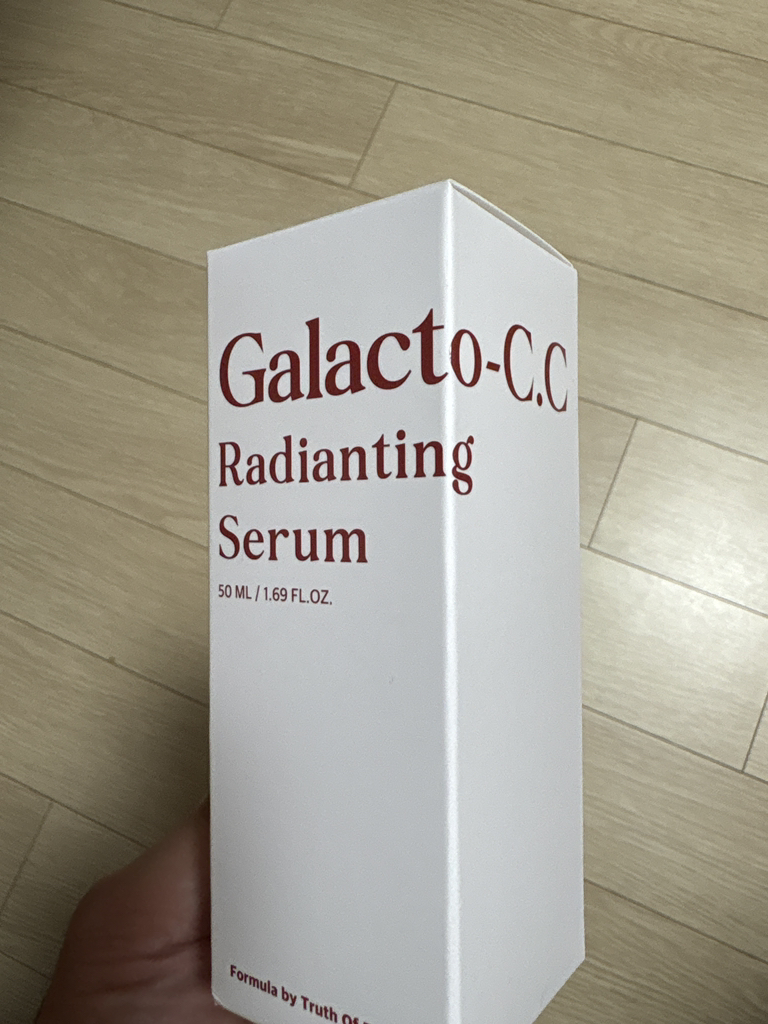 Galacto-C.C
Radianting
Serum
50 ML / 1.69 FL.OZ.
Formula by Truth Of